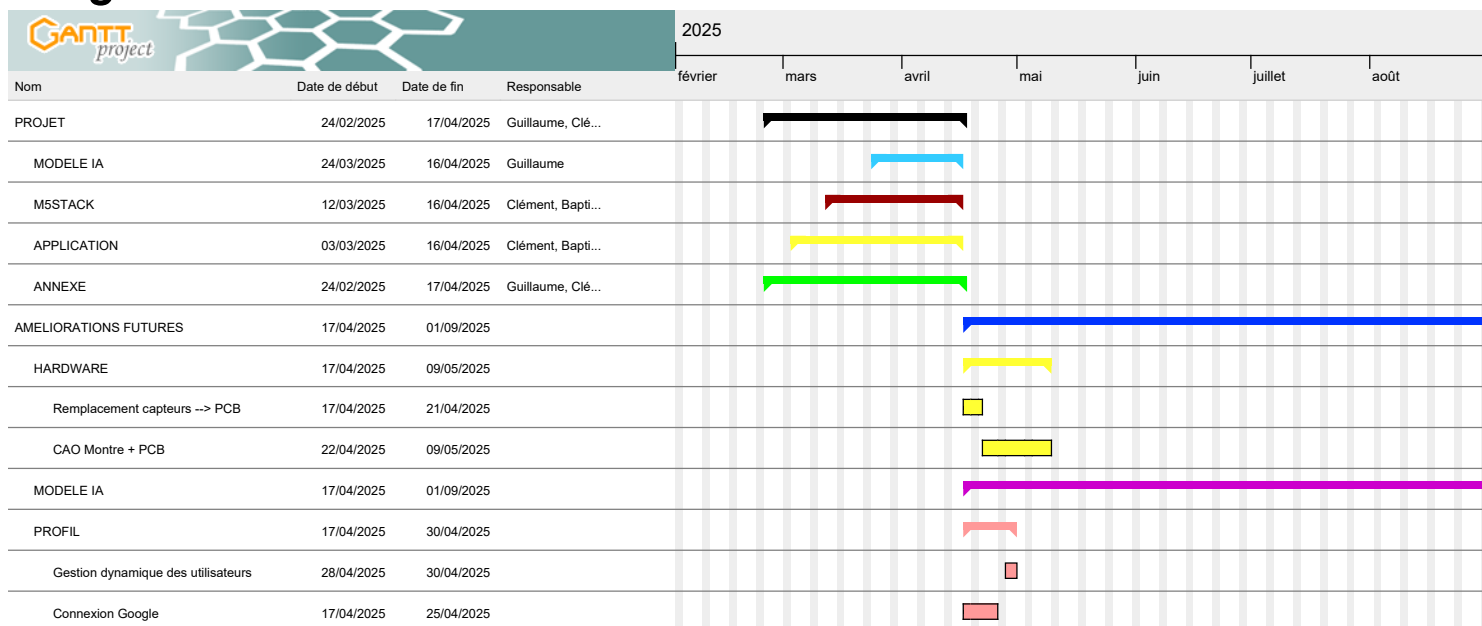 GANTT
project
2025
février mars avril mai juin juillet août
Nom Date de début Date de fin Responsable
PROJET 24/02/2025 17/04/2025 Guillaume, Clé...
MODELE IA 24/03/2025 16/04/2025 Guillaume
M5STACK 12/03/2025 16/04/2025 Clément, Bapti...
APPLICATION 03/03/2025 16/04/2025 Clément, Bapti...
ANNEXE 24/02/2025 17/04/2025 Guillaume, Clé...
AMELIORATIONS FUTURES 17/04/2025 01/09/2025
HARDWARE 17/04/2025 09/05/2025
Remplacement capteurs --> PCB 17/04/2025 21/04/2025
CAO Montre + PCB 22/04/2025 09/05/2025
MODELE IA 17/04/2025 01/09/2025
PROFIL 17/04/2025 30/04/2025
Gestion dynamique des utilisateurs 28/04/2025 30/04/2025
Connexion Google 17/04/2025 25/04/2025